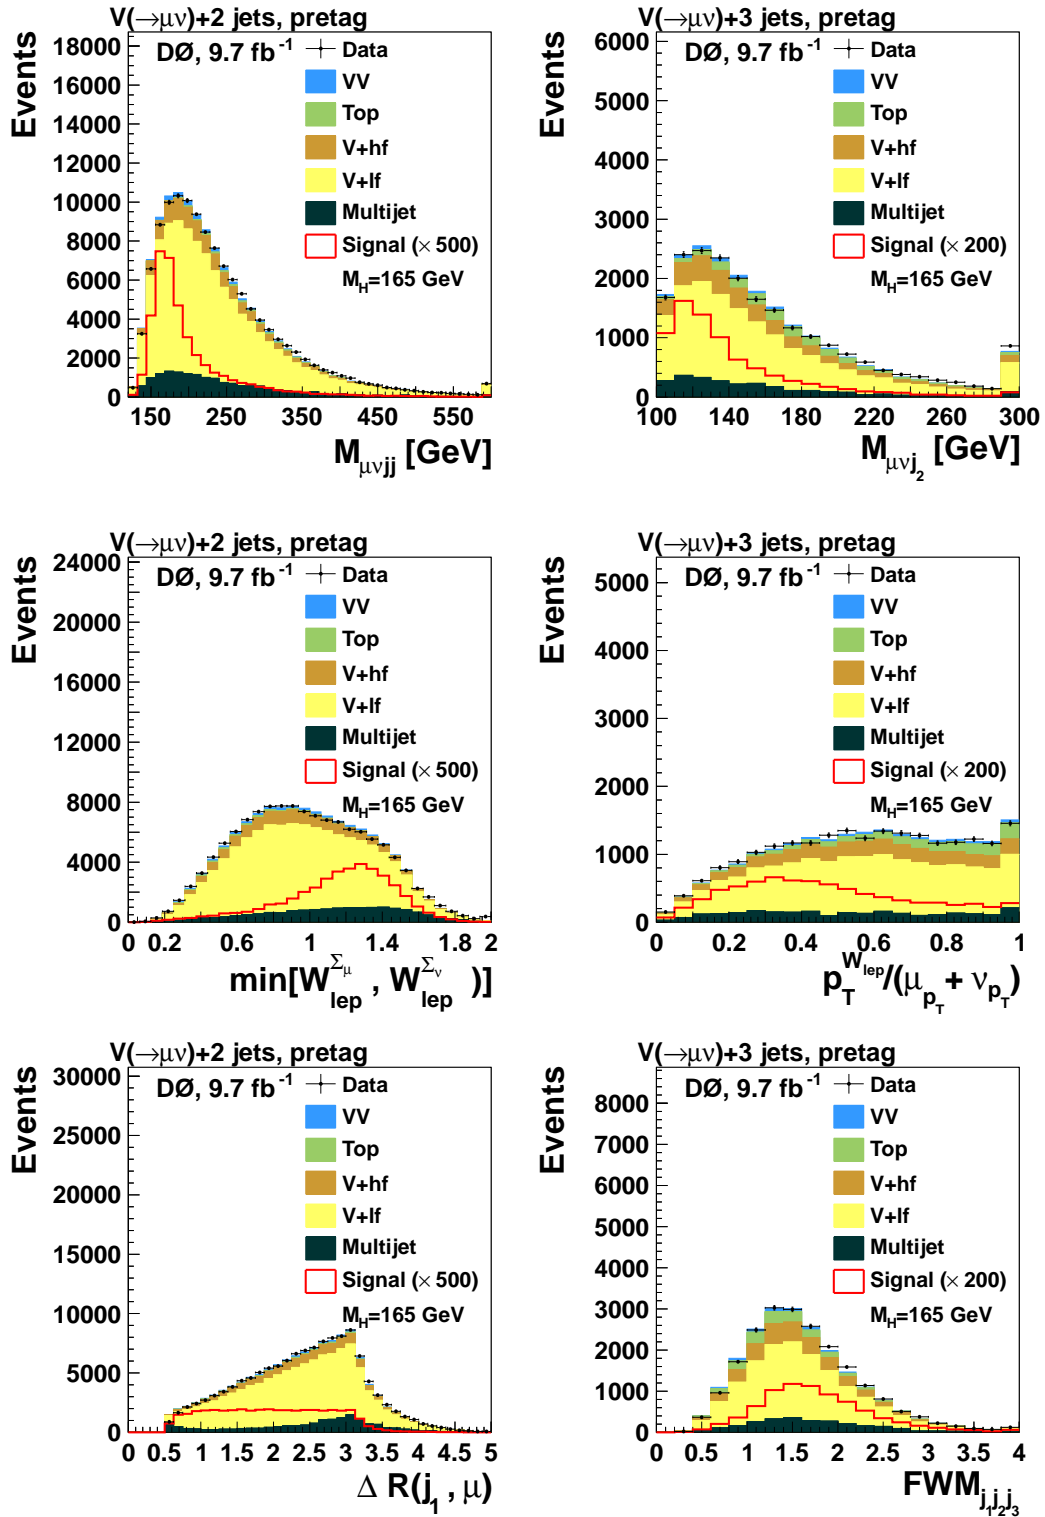 V(→μν)+2 jets, pretag
DØ, 9.7 fb⁻¹
Events
18000
16000
14000
12000
10000
8000
6000
4000
2000
0
Data
VV
Top
V+hf
V+lf
Multijet
Signal (× 500)
M_H=165 GeV
150 250 350 450 550
M_μνjj [GeV]
V(→μν)+3 jets, pretag
DØ, 9.7 fb⁻¹
Events
6000
5000
4000
3000
2000
1000
0
Data
VV
Top
V+hf
V+lf
Multijet
Signal (× 200)
M_H=165 GeV
100 140 180 220 260 300
M_μνj₂ [GeV]
V(→μν)+2 jets, pretag
DØ, 9.7 fb⁻¹
Events
24000
20000
16000
12000
8000
4000
0
Data
VV
Top
V+hf
V+lf
Multijet
Signal (× 500)
M_H=165 GeV
0 0.2 0.6 1 1.4 1.8 2
min[W_lep^Σ_μ , W_lep^Σ_ν )]
V(→μν)+3 jets, pretag
DØ, 9.7 fb⁻¹
Events
5000
4000
3000
2000
1000
0
Data
VV
Top
V+hf
V+lf
Multijet
Signal (× 200)
M_H=165 GeV
0 0.2 0.4 0.6 0.8 1
p_T^W_lep/(μ_p_T + ν_p_T)
V(→μν)+2 jets, pretag
DØ, 9.7 fb⁻¹
Events
30000
25000
20000
15000
10000
5000
0
Data
VV
Top
V+hf
V+lf
Multijet
Signal (× 500)
M_H=165 GeV
0 0.5 1 1.5 2 2.5 3 3.5 4 4.5 5
Δ R(j₁ , μ)
V(→μν)+3 jets, pretag
DØ, 9.7 fb⁻¹
Events
8000
7000
6000
5000
4000
3000
2000
1000
0
Data
VV
Top
V+hf
V+lf
Multijet
Signal (× 200)
M_H=165 GeV
0 0.5 1 1.5 2 2.5 3 3.5 4
FWM_j₁j₂j₃